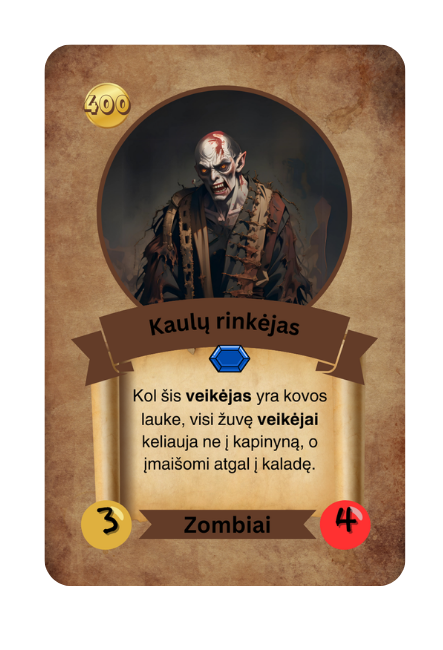 400
Kaulų rinkėjas
Kol šis veikėjas yra kovos
lauke, visi žuvę veikėjai
keliauja ne į kapinyną, o
įmaišomi atgal į kaladę.
3
Zombiai
4